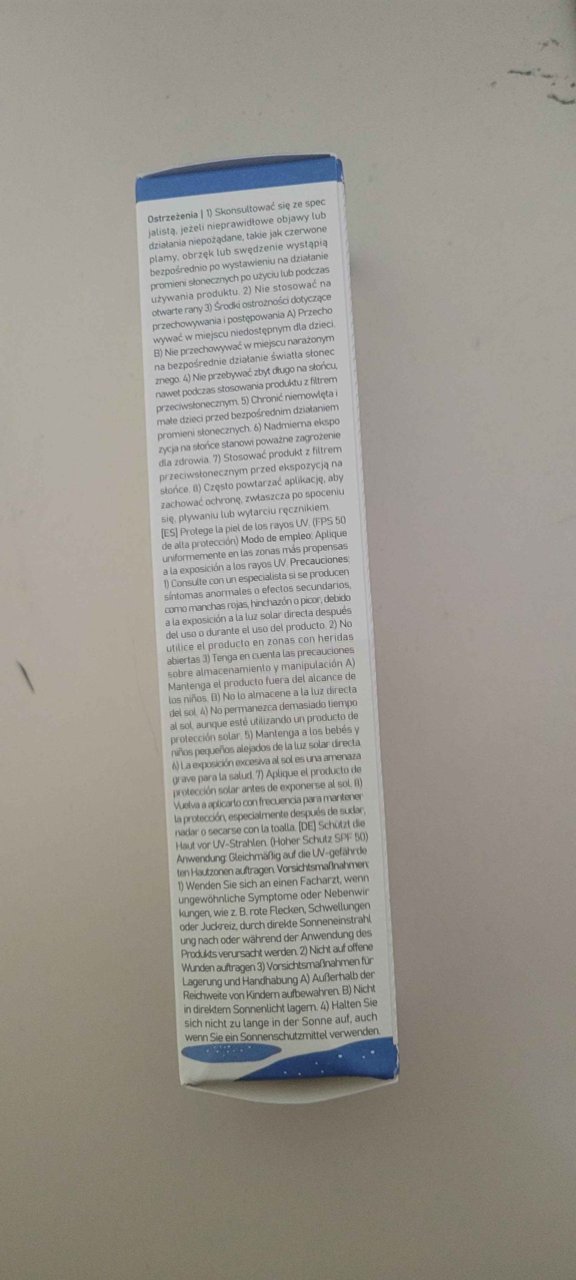 Ostrzeżenia | 1) Skonsultować się ze spec
jalistą, jeżeli nieprawidłowe objawy lub
działania niepożądane, takie jak czerwone
plamy, obrzęk lub swędzenie wystąpią
bezpośrednio po wystawieniu na działanie
promieni słonecznych po użyciu lub podczas
używania produktu. 2) Nie stosować na
otwarte rany 3) Środki ostrożności dotyczące
przechowywania i postępowania A) Przecho
wywać w miejscu niedostępnym dla dzieci.
B) Nie przechowywać w miejscu narażonym
na bezpośrednie działanie światła słonec
znego. 4) Nie przebywać zbyt długo na słońcu,
nawet podczas stosowania produktu z filtrem
przeciwsłonecznym. 5) Chronić niemowlęta i
małe dzieci przed bezpośrednim działaniem
promieni słonecznych. 6) Nadmierna ekspo
zycja na słońce stanowi poważne zagrożenie
dla zdrowia. 7) Stosować produkt z filtrem
przeciwsłonecznym przed ekspozycją na
słońce. 8) Często powtarzać aplikację, aby
zachować ochronę, zwłaszcza po spoceniu
się, pływaniu lub wytarciu ręcznikiem.
[ES] Protege la piel de los rayos UV. (FPS 50
de alta protección) Modo de empleo: Aplique
uniformemente en las zonas más propensas
a la exposición a los rayos UV. Precauciones:
1) Consulte con un especialista si se producen
síntomas anormales o efectos secundarios,
como manchas rojas, hinchazón o picor, debido
a la exposición a la luz solar directa después
del uso o durante el uso del producto. 2) No
utilice el producto en zonas con heridas
abiertas 3) Tenga en cuenta las precauciones
sobre almacenamiento y manipulación A)
Mantenga el producto fuera del alcance de
los niños. B) No lo almacene a la luz directa
del sol. 4) No permanezca demasiado tiempo
al sol, aunque esté utilizando un producto de
protección solar. 5) Mantenga a los bebés y
niños pequeños alejados de la luz solar directa.
6) La exposición excesiva al sol es una amenaza
grave para la salud. 7) Aplique el producto de
protección solar antes de exponerse al sol. 8)
Vuelva a aplicarlo con frecuencia para mantener
la protección, especialmente después de sudar,
nadar o secarse con la toalla. [DE] Schützt die
Haut vor UV-Strahlen. (Hoher Schutz SPF 50)
Anwendung: Gleichmäßig auf die UV-gefährde
ten Hautzonen auftragen. Vorsichtsmaßnahmen:
1) Wenden Sie sich an einen Facharzt, wenn
ungewöhnliche Symptome oder Nebenwir
kungen, wie z. B. rote Flecken, Schwellungen
oder Juckreiz, durch direkte Sonneneinstrahl
ung nach oder während der Anwendung des
Produkts verursacht werden. 2) Nicht auf offene
Wunden auftragen 3) Vorsichtsmaßnahmen für
Lagerung und Handhabung A) Außerhalb der
Reichweite von Kindern aufbewahren. B) Nicht
in direktem Sonnenlicht lagern. 4) Halten Sie
sich nicht zu lange in der Sonne auf, auch
wenn Sie ein Sonnenschutzmittel verwenden.